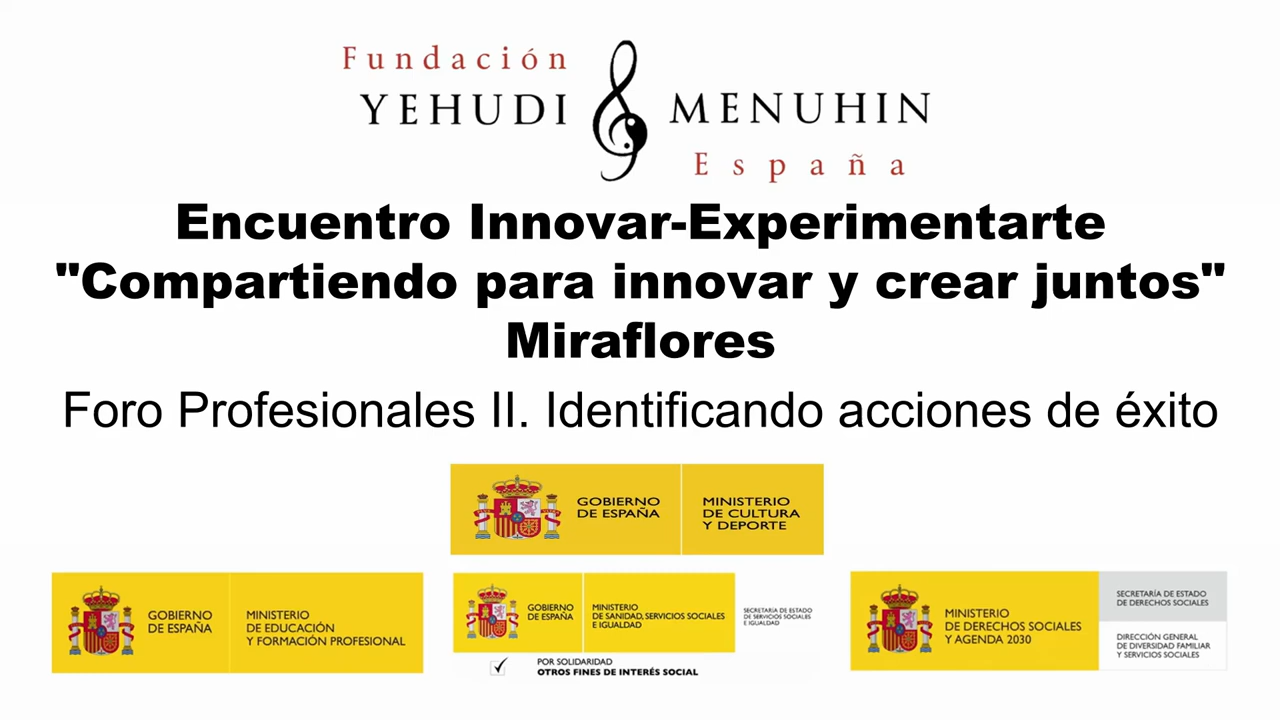 Fundación
YEHUDI MENUHIN
España
Encuentro Innovar-Experimentarte
"Compartiendo para innovar y crear juntos"
Miraflores
Foro Profesionales II. Identificando acciones de éxito
GOBIERNO
DE ESPAÑA
MINISTERIO
DE CULTURA
Y DEPORTE
GOBIERNO
DE ESPAÑA
MINISTERIO
DE EDUCACIÓN
Y FORMACIÓN PROFESIONAL
GOBIERNO
DE ESPAÑA
MINISTERIO
DE SANIDAD, SERVICIOS SOCIALES
E IGUALDAD
SECRETARÍA DE ESTADO
DE SERVICIOS SOCIALES
E IGUALDAD
POR SOLIDARIDAD
OTROS FINES DE INTERÉS SOCIAL
MINISTERIO
DE DERECHOS SOCIALES
Y AGENDA 2030
SECRETARÍA DE ESTADO
DE DERECHOS SOCIALES
DIRECCIÓN GENERAL
DE DIVERSIDAD FAMILIAR
Y SERVICIOS SOCIALES